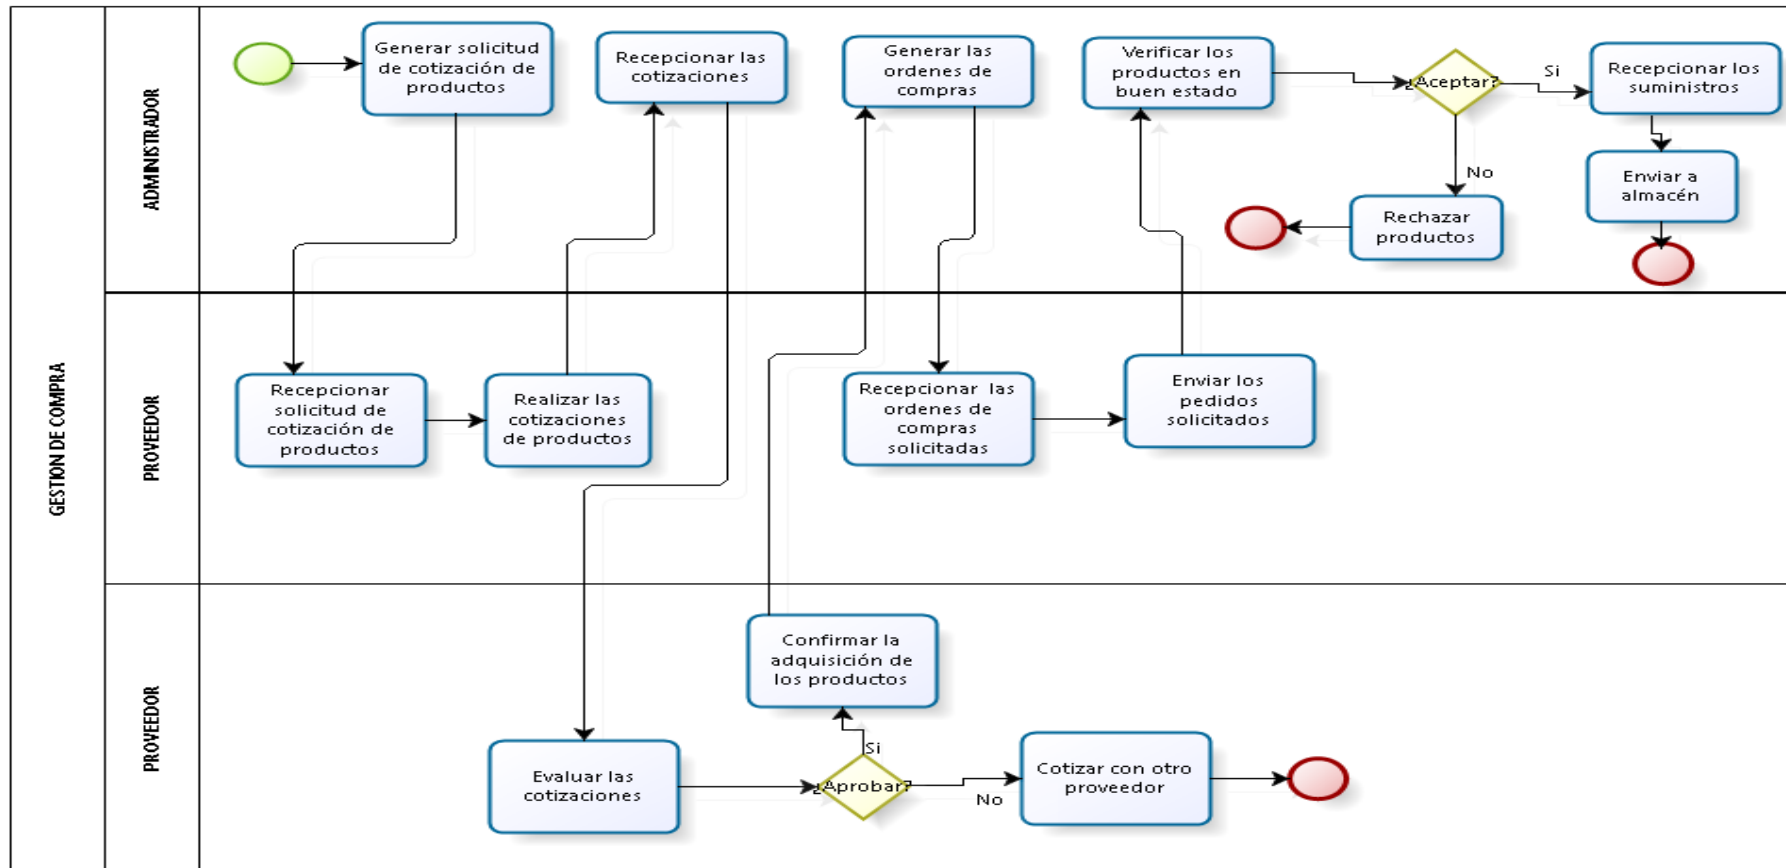 GESTION DE COMPRA
ADMINISTRADOR
Generar solicitud
de cotización de
productos
Recepcionar las
cotizaciones
Generar las
ordenes de
compras
Verificar los
productos en
buen estado
¿Aceptar?
Si
Recepcionar los
suministros
No
Enviar a
almacén
Rechazar
productos
PROVEEDOR
Recepcionar
solicitud de
cotización de
productos
Realizar las
cotizaciones
de productos
Recepcionar las
ordenes de
compras
solicitadas
Enviar los
pedidos
solicitados
PROVEEDOR
Confirmar la
adquisición de
los productos
Si
Evaluar las
cotizaciones
¿Aprobar?
No
Cotizar con otro
proveedor